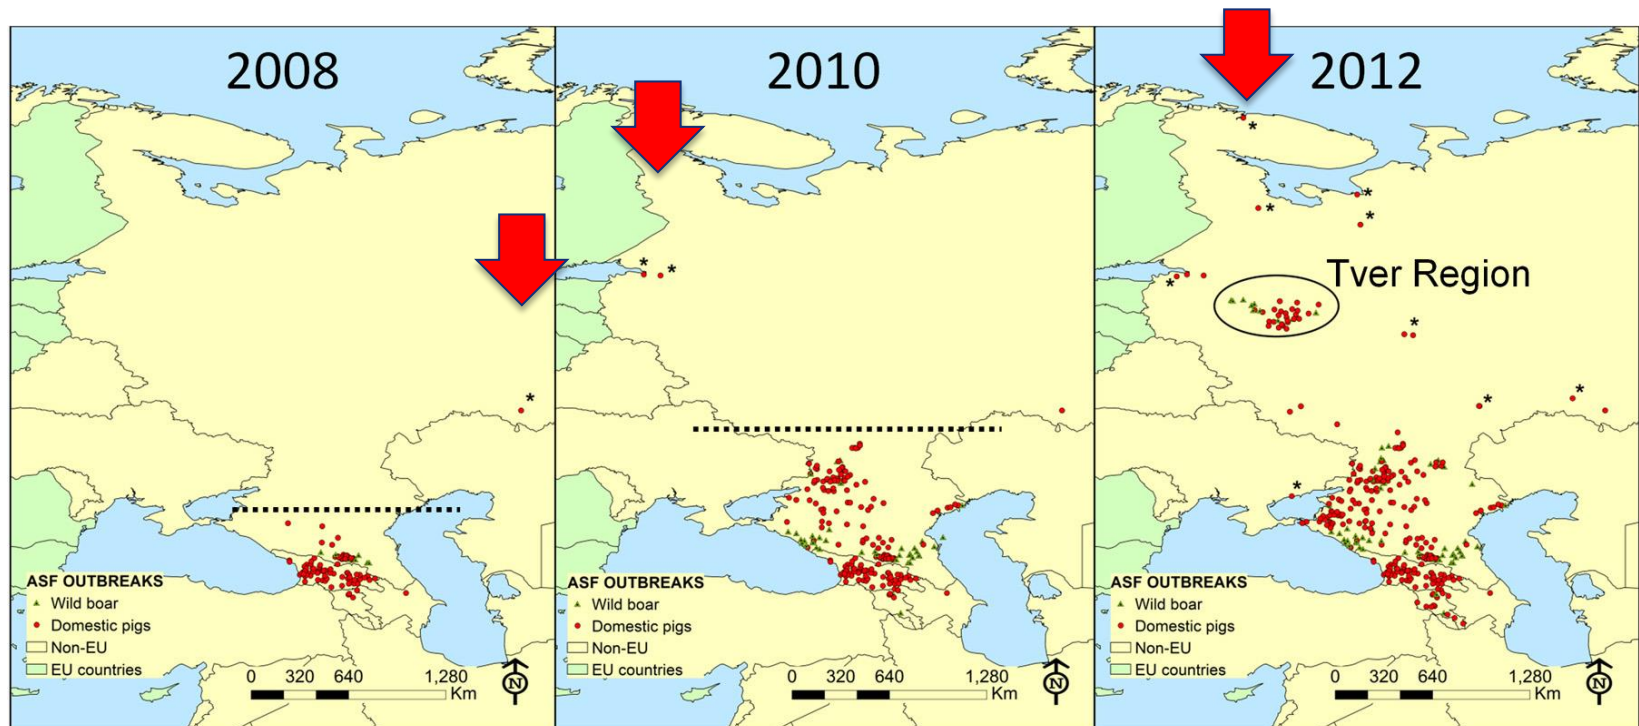 2008
*
ASF OUTBREAKS
Wild boar
Domestic pigs
Non-EU
EU countries
0 320 640 1,280
Km
N
2010
* *
ASF OUTBREAKS
Wild boar
Domestic pigs
Non-EU
EU countries
0 320 640 1,280
Km
N
2012
*
*
*
*
Tver Region
*
*
*
*
*
ASF OUTBREAKS
Wild boar
Domestic pigs
Non-EU
EU countries
0 320 640 1,280
Km
N